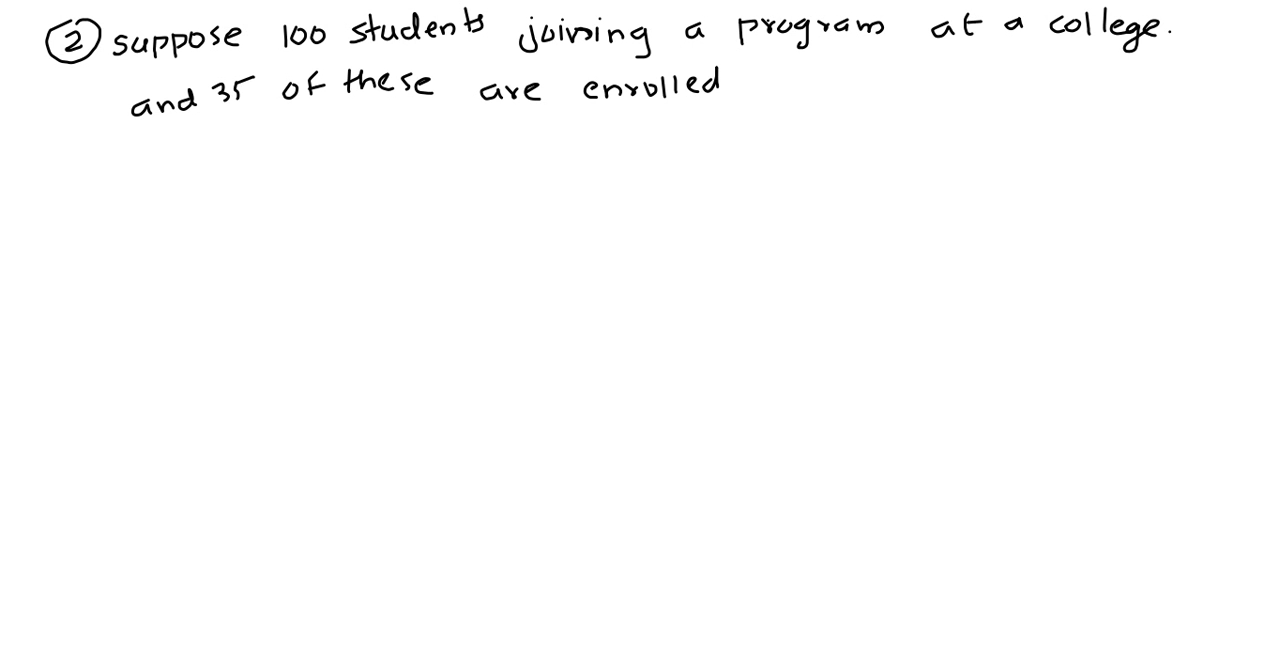 ② suppose 100 students joining a program at a college.
and 35 of these are enrolled